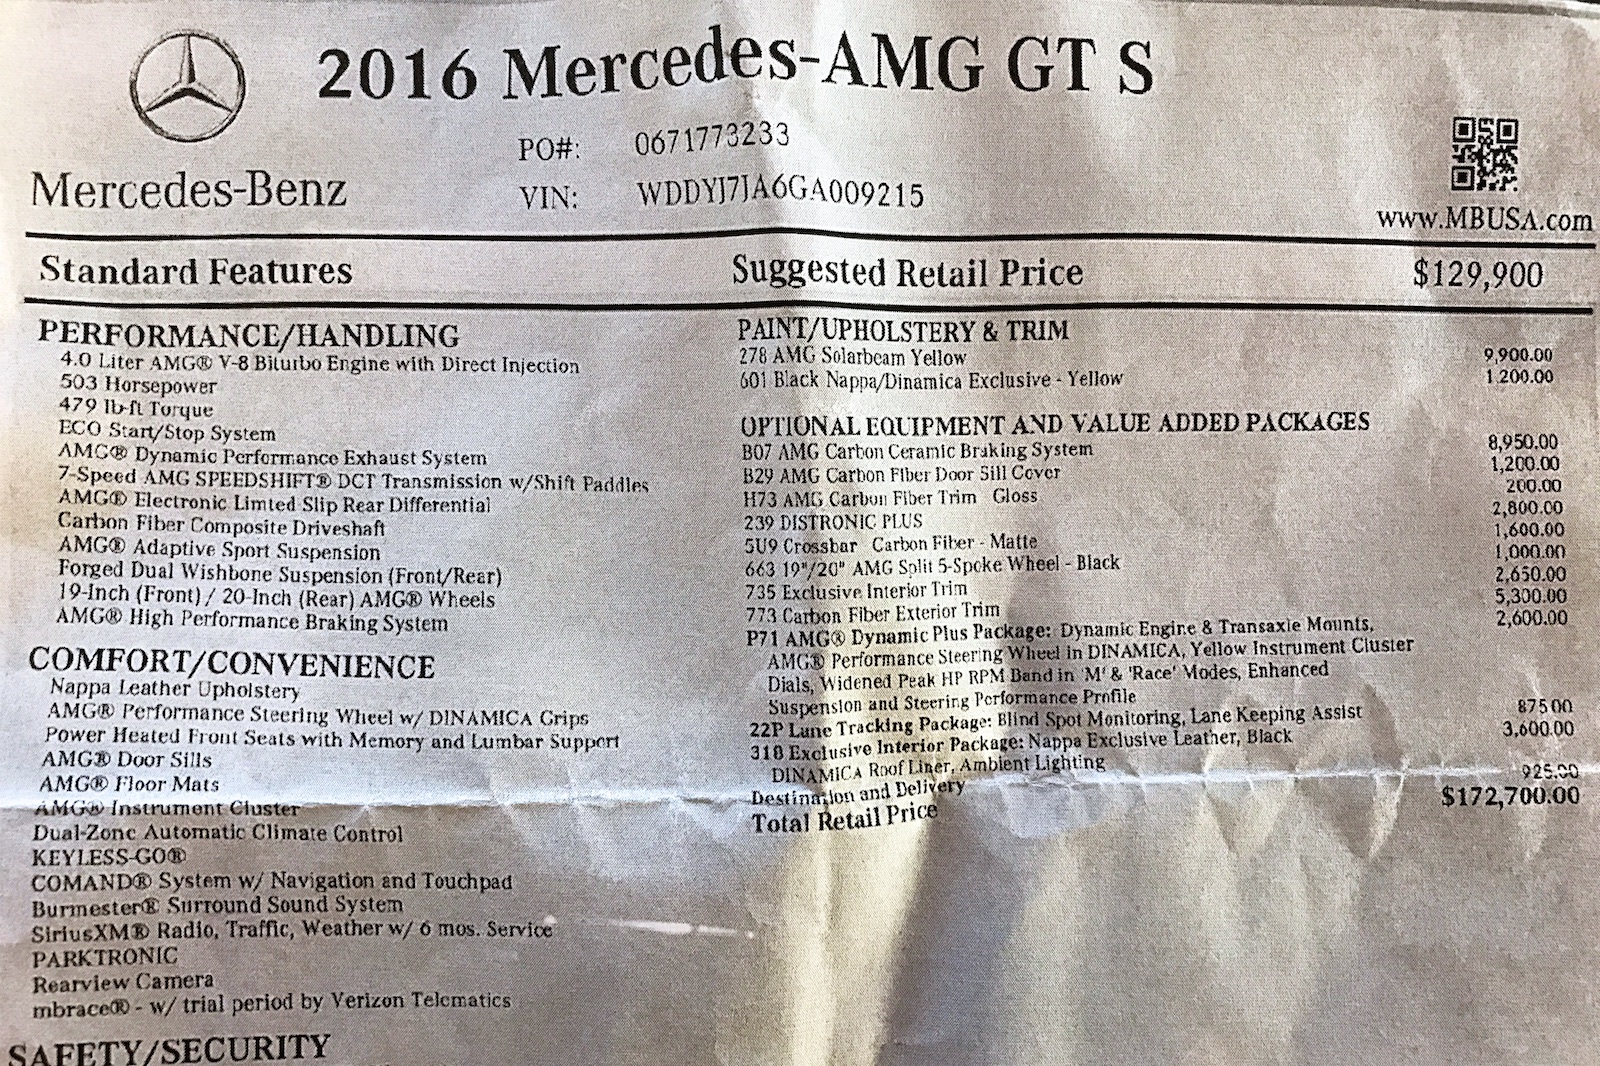 2016 Mercedes-AMG GT S
PO#: 0671773233
Mercedes-Benz
VIN: WDDYJ7JA6GA009215
www.MBUSA.com
Standard Features
Suggested Retail Price $129,900
PERFORMANCE/HANDLING
4.0 Liter AMG® V-8 Biturbo Engine with Direct Injection
503 Horsepower
479 lb-ft Torque
ECO Start/Stop System
AMG® Dynamic Performance Exhaust System
7-Speed AMG SPEEDSHIFT® DCT Transmission w/Shift Paddles
AMG® Electronic Limted Slip Rear Differential
Carbon Fiber Composite Driveshaft
AMG® Adaptive Sport Suspension
Forged Dual Wishbone Suspension (Front/Rear)
19-Inch (Front) / 20-Inch (Rear) AMG® Wheels
AMG® High Performance Braking System
COMFORT/CONVENIENCE
Nappa Leather Upholstery
AMG® Performance Steering Wheel w/ DINAMICA Grips
Power Heated Front Seats with Memory and Lumbar Support
AMG® Door Sills
AMG® Floor Mats
AMG® Instrument Cluster
Dual-Zone Automatic Climate Control
KEYLESS-GO®
COMAND® System w/ Navigation and Touchpad
Burmester® Surround Sound System
SiriusXM® Radio, Traffic, Weather w/ 6 mos. Service
PARKTRONIC
Rearview Camera
mbrace® - w/ trial period by Verizon Telematics
SAFETY/SECURITY
PAINT/UPHOLSTERY & TRIM
278 AMG Solarbeam Yellow 9,900.00
601 Black Nappa/Dinamica Exclusive - Yellow 1.200.00
OPTIONAL EQUIPMENT AND VALUE ADDED PACKAGES
B07 AMG Carbon Ceramic Braking System 8,950.00
B29 AMG Carbon Fiber Door Sill Cover 1,200.00
H73 AMG Carbon Fiber Trim Gloss 200.00
239 DISTRONIC PLUS 2,800.00
5U9 Crossbar Carbon Fiber - Matte 1,600.00
663 19"/20" AMG Split 5-Spoke Wheel - Black 1,000.00
735 Exclusive Interior Trim 2,650.00
773 Carbon Fiber Exterior Trim 5,300.00
P71 AMG® Dynamic Plus Package: Dynamic Engine & Transaxle Mounts, 2,600.00
AMG® Performance Steering Wheel in DINAMICA, Yellow Instrument Cluster
Dials, Widened Peak HP RPM Band in 'M' & 'Race' Modes, Enhanced
Suspension and Steering Performance Profile
22P Lane Tracking Package: Blind Spot Monitoring, Lane Keeping Assist 875.00
318 Exclusive Interior Package: Nappa Exclusive Leather, Black 3,600.00
DINAMICA Roof Liner, Ambient Lighting
Destination and Delivery 925.00
Total Retail Price $172,700.00